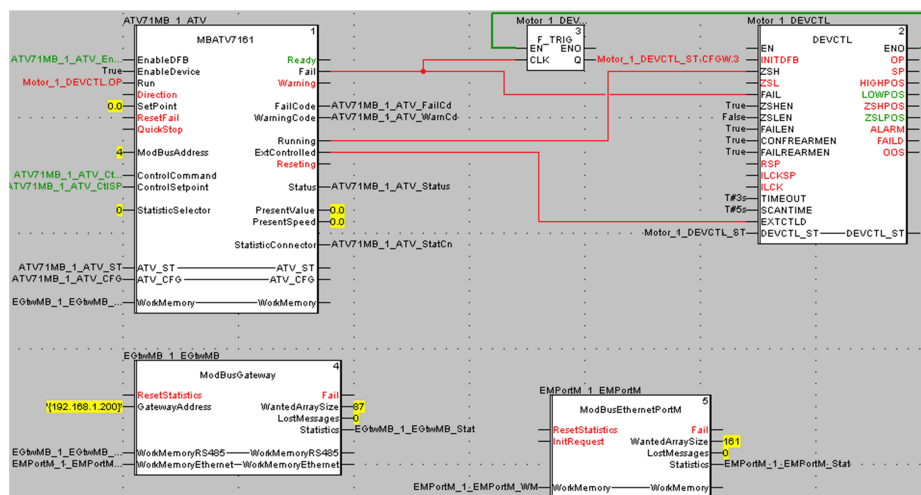 ATV71MB_1_ATV
1
MBATV7161
ATV71MB_1_ATV_En...
EnableDFB
Ready
True
EnableDevice
Fail
Motor_1_DEVCTL.OP
Run
Warning
Direction
0.0
SetPoint
FailCode
ATV71MB_1_ATV_FailCd
ResetFail
WarningCode
ATV71MB_1_ATV_WarnCd
QuickStop
Running
4
ModBusAddress
ExtControlled
Reseting
ATV71MB_1_ATV_Ct...
ControlCommand
ATV71MB_1_ATV_CtlSP
ControlSetpoint
Status
ATV71MB_1_ATV_Status
0
StatisticSelector
PresentValue
0.0
PresentSpeed
0.0
StatisticConnector
ATV71MB_1_ATV_StatCn
ATV71MB_1_ATV_ST
ATV_ST
ATV_ST
ATV71MB_1_ATV_CFG
ATV_CFG
ATV_CFG
EGtwMB_1_EGtwMB_...
WorkMemory
WorkMemory
Motor_1_DEV...
3
F_TRIG
EN
ENO
CLK
Q
Motor_1_DEVCTL_ST.CFGW.3
Motor_1_DEVCTL
2
DEVCTL
EN
ENO
INITDFB
OP
ZSH
SP
ZSL
HIGHPOS
FAIL
LOWPOS
True
ZSHEN
ZSHPOS
False
ZSLEN
ZSLPOS
True
FAILEN
ALARM
True
CONFREARMEN
FAILD
True
FAILREARMEN
OOS
RSP
ILCKSP
ILCK
T#3s
TIMEOUT
T#5s
SCANTIME
EXTCTLD
Motor_1_DEVCTL_ST
DEVCTL_ST
DEVCTL_ST
EGtwMB_1_EGtwMB
4
ModBusGateway
ResetStatistics
Fail
'{192.168.1.200}'
GatewayAddress
WantedArraySize
87
LostMessages
0
Statistics
EGtwMB_1_EGtwMB_Stat
EGtwMB_1_EGtwMB_...
WorkMemoryRS485
WorkMemoryRS485
EMPortM_1_EMPortM...
WorkMemoryEthernet
WorkMemoryEthernet
EMPortM_1_EMPortM
5
ModBusEthernetPortM
ResetStatistics
Fail
InitRequest
WantedArraySize
161
LostMessages
0
Statistics
EMPortM_1_EMPortM_Stat
EMPortM_1_EMPortM_WM
WorkMemory
WorkMemory